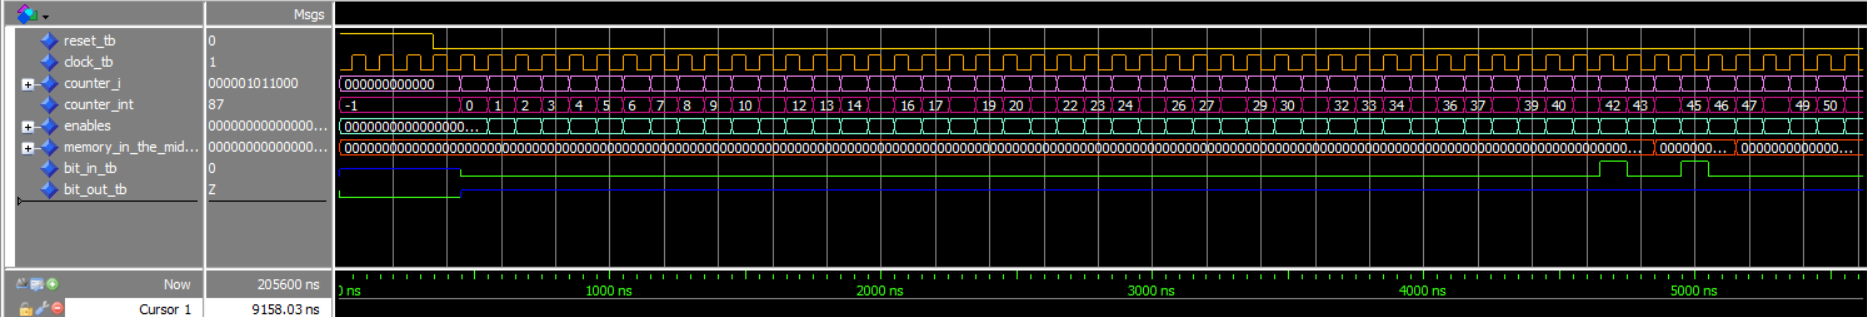 Msgs
reset_tb 0
clock_tb 1
counter_i 000001011000 000000000000
counter_int 87 -1 0 1 2 3 4 5 6 7 8 9 10 12 13 14 16 17 19 20 22 23 24 26 27 29 30 32 33 34 36 37 39 40 42 43 45 46 47 49 50
enables 00000000000000... 0000000000000000...
memory_in_the_mid... 00000000000000... 0000000... 000000000000...
bit_in_tb 0
bit_out_tb Z
Now 205600 ns 0 ns 1000 ns 2000 ns 3000 ns 4000 ns 5000 ns
Cursor 1 9158.03 ns